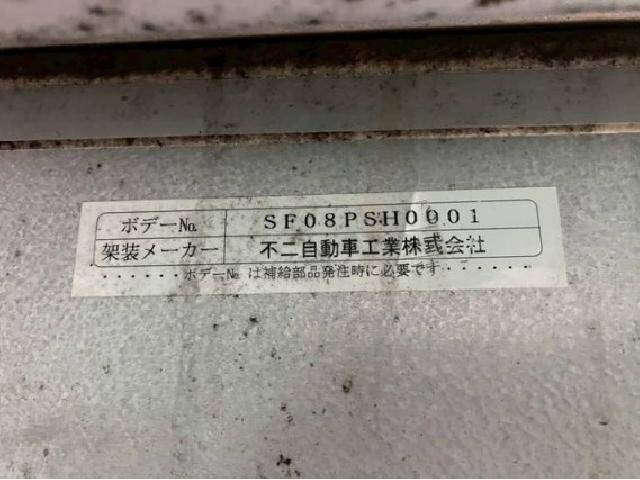 ボデーNo. SF08PSH0001
架装メーカー 不二自動車工業株式会社
・・・・・・ボデーNo.は補給部品発注時に必要です・・・・・・